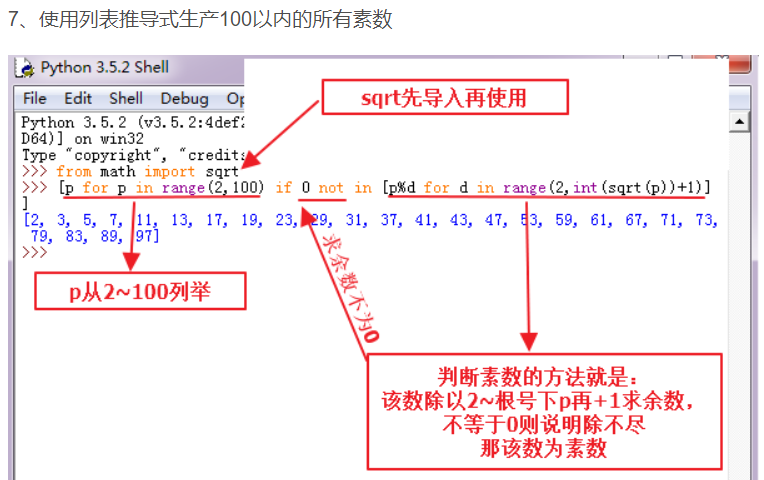 7、使用列表推导式生产100以内的所有素数
Python 3.5.2 Shell
File Edit Shell Debug
sqrt先导入再使用
Python 3.5.2 (v3.5.2:4def2
D64)] on win32
Type "copyright", "credits
>>> from math import sqrt
>>> [p for p in range(2,100) if 0 not in [p%d for d in range(2,int(sqrt(p))+1)]
]
[2, 3, 5, 7, 11, 13, 17, 19, 23, 29, 31, 37, 41, 43, 47, 53, 59, 61, 67, 71, 73,
79, 83, 89, 97]
>>>
p从2~100列举
求余数不为0
判断素数的方法就是：
该数除以2~根号下p再+1求余数，
不等于0则说明除不尽
那该数为素数